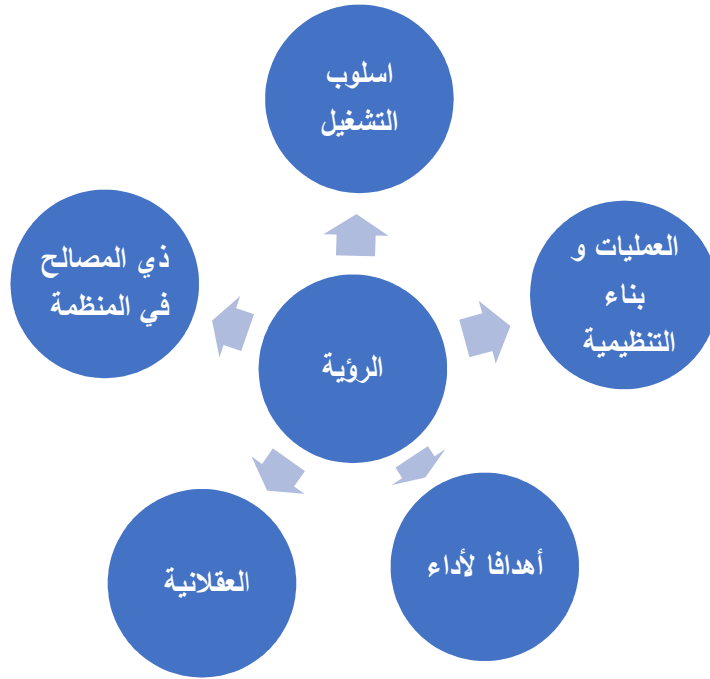 اسلوب
التشغيل
العمليات و
بناء
التنظيمية
ذي المصالح
في المنظمة
الرؤية
أهدافا لأداء
العقلانية